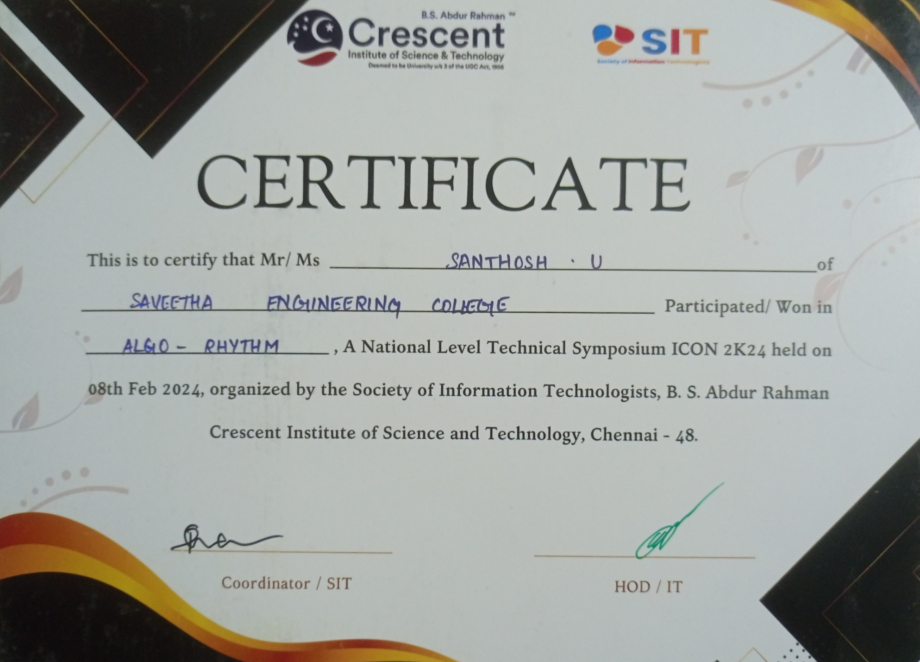 B.S. Abdur Rahman ™
Crescent
Institute of Science & Technology
Deemed to be University u/s 3 of the UGC Act, 1956
SIT
Society of Information Technologists
CERTIFICATE
This is to certify that Mr/ Ms SANTHOSH . U of
SAVEETHA ENGINEERING COLLEGE Participated/ Won in
ALGO - RHYTHM , A National Level Technical Symposium ICON 2K24 held on
08th Feb 2024, organized by the Society of Information Technologists, B. S. Abdur Rahman
Crescent Institute of Science and Technology, Chennai - 48.
Coordinator / SIT
HOD / IT